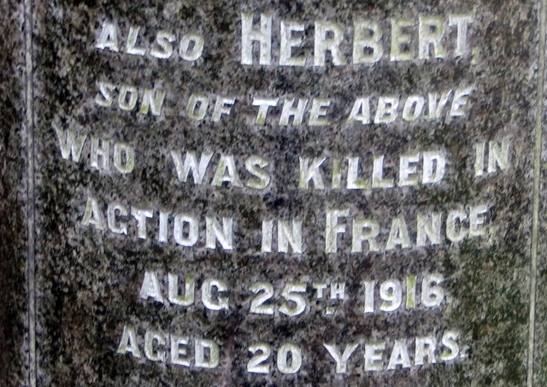 ALSO HERBERT,
SON OF THE ABOVE
WHO WAS KILLED IN
ACTION IN FRANCE,
AUG 25TH 1916.
AGED 20 YEARS.